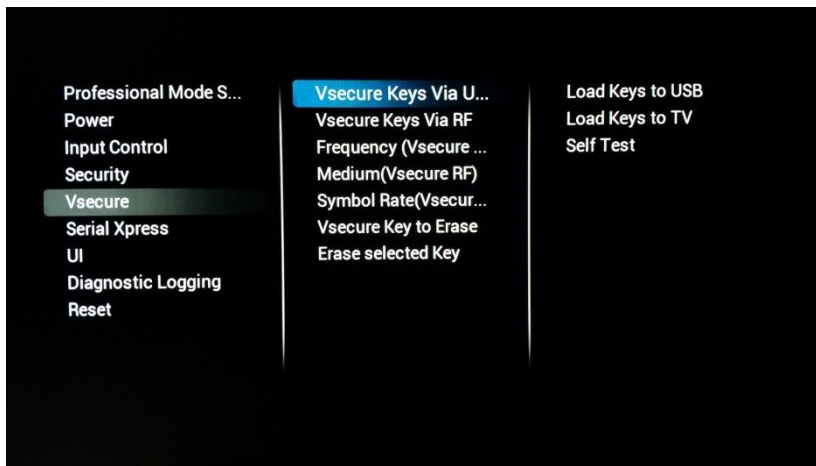 Professional Mode S...
Power
Input Control
Security
Vsecure
Serial Xpress
UI
Diagnostic Logging
Reset
Vsecure Keys Via U...
Vsecure Keys Via RF
Frequency (Vsecure ...
Medium(Vsecure RF)
Symbol Rate(Vsecur...
Vsecure Key to Erase
Erase selected Key
Load Keys to USB
Load Keys to TV
Self Test